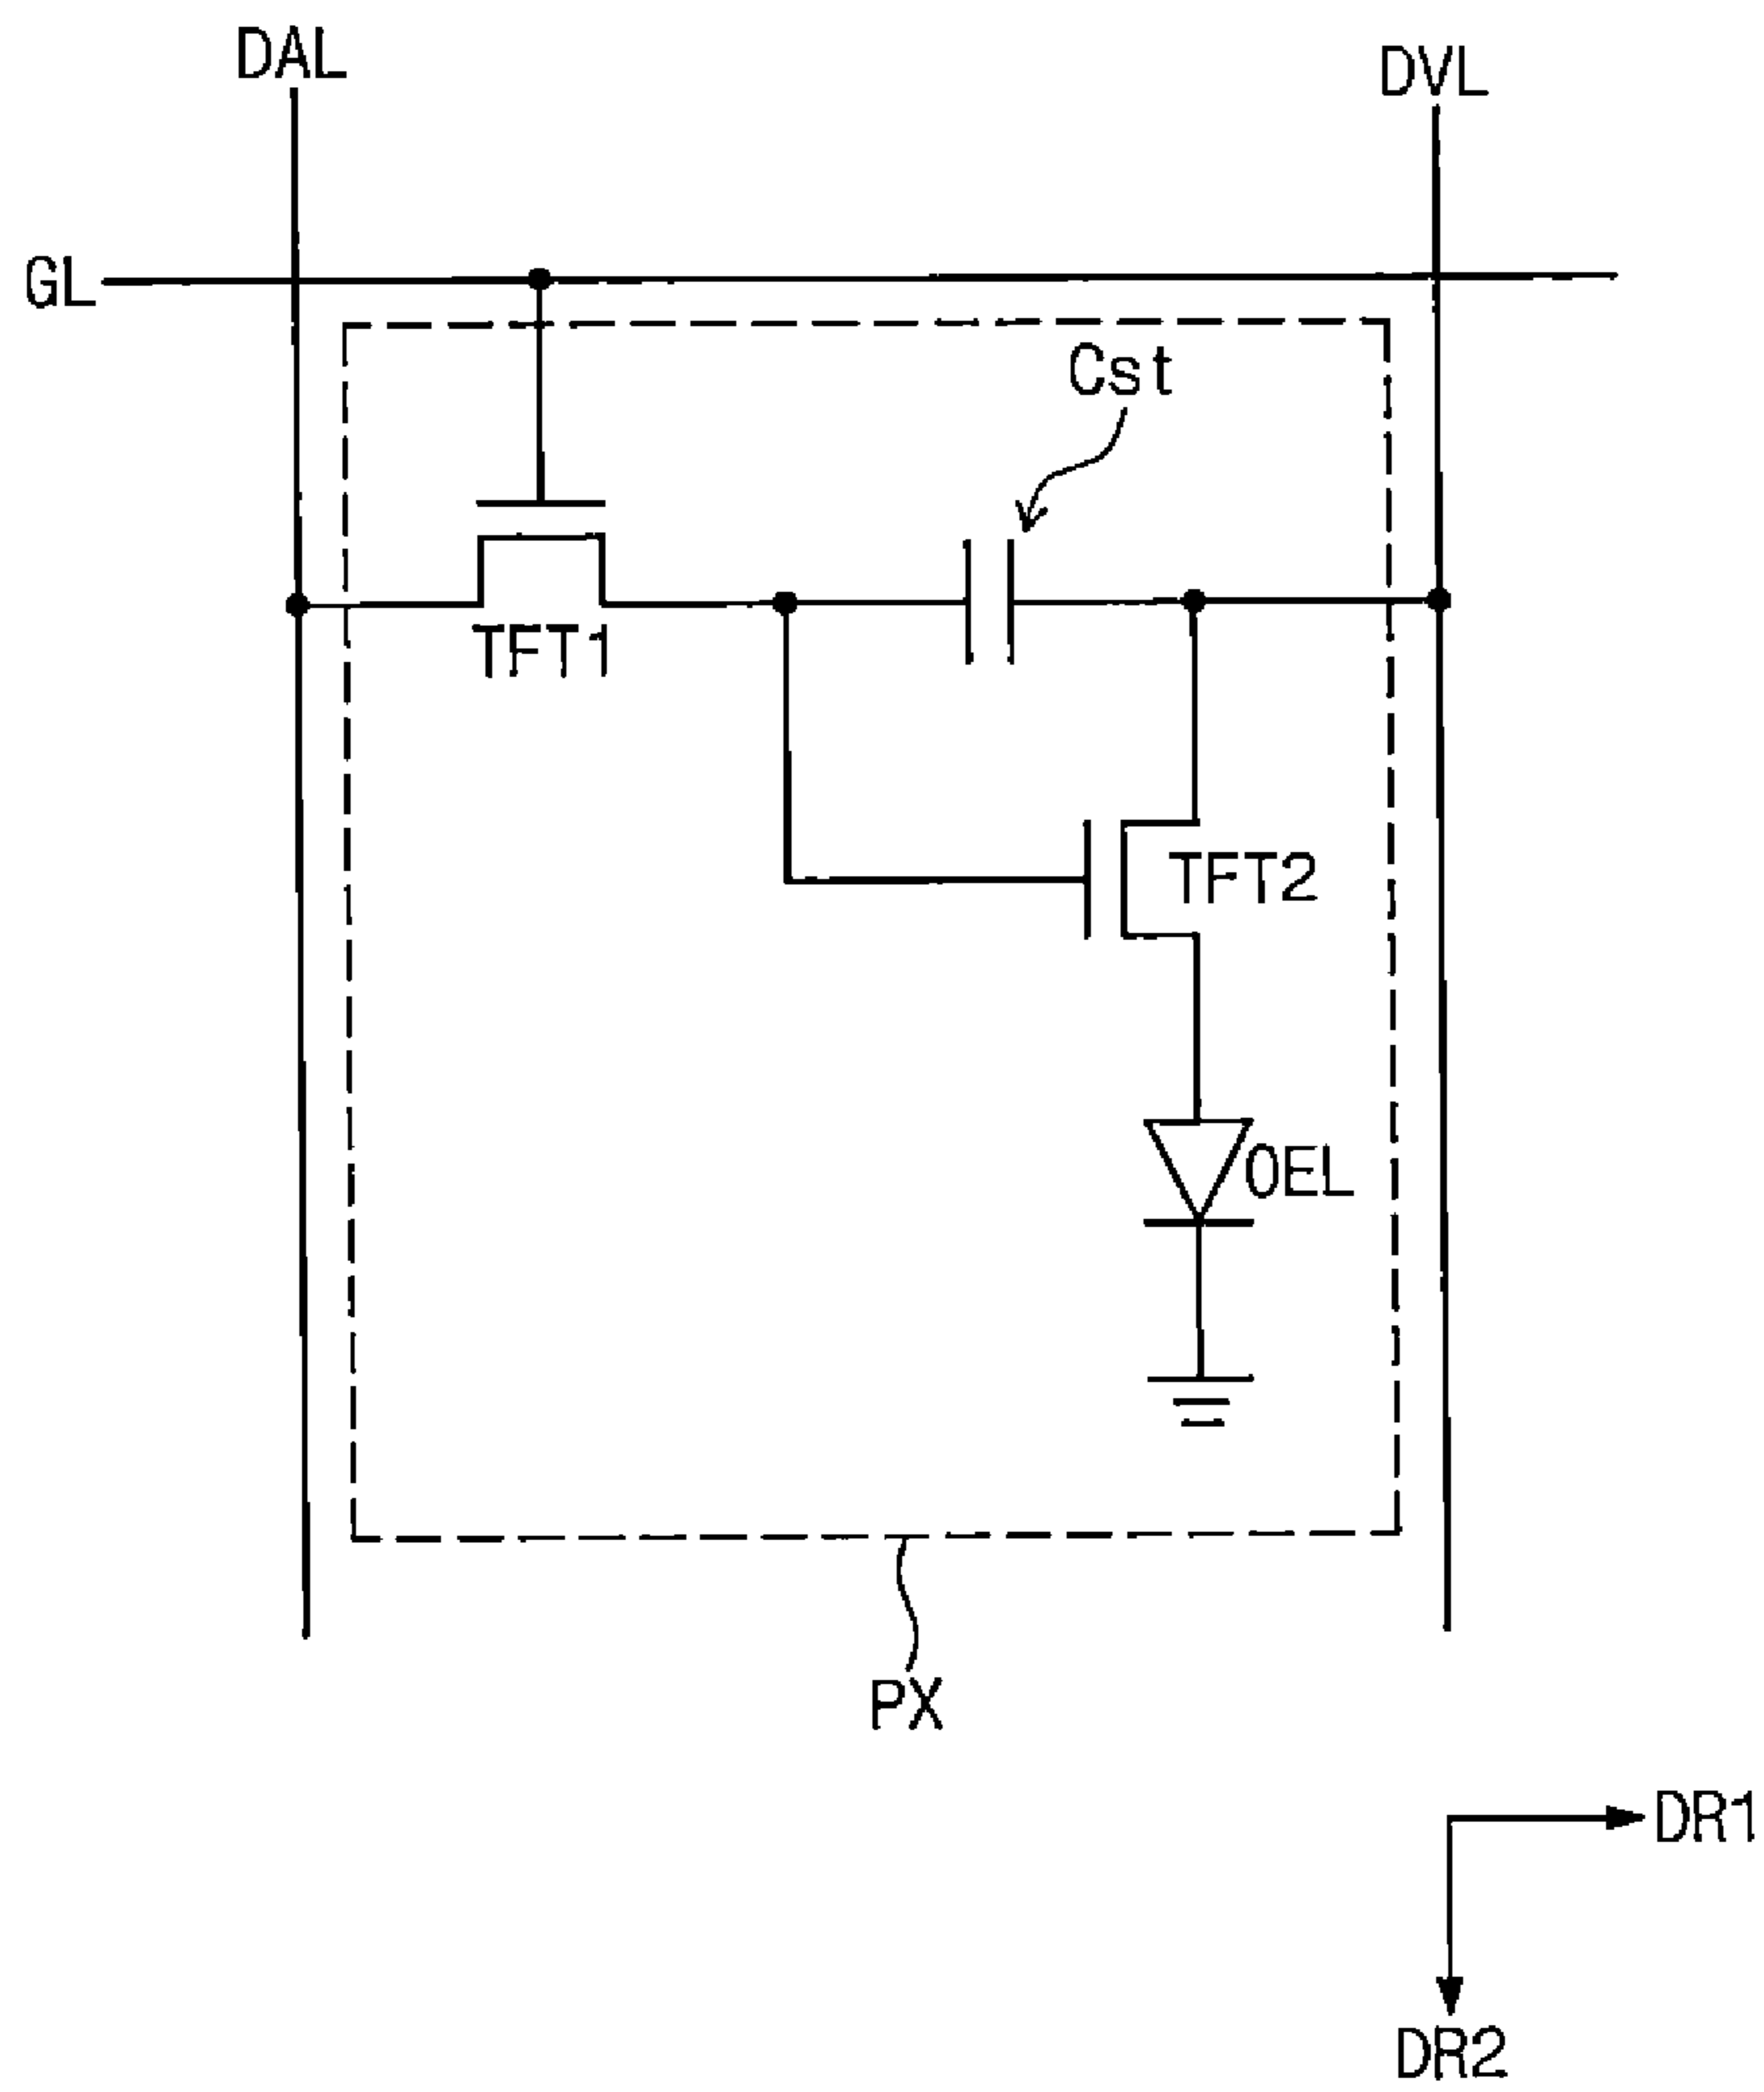 DAL
DVL
GL
Cst
TFT1
TFT2
OEL
PX
DR1
DR2